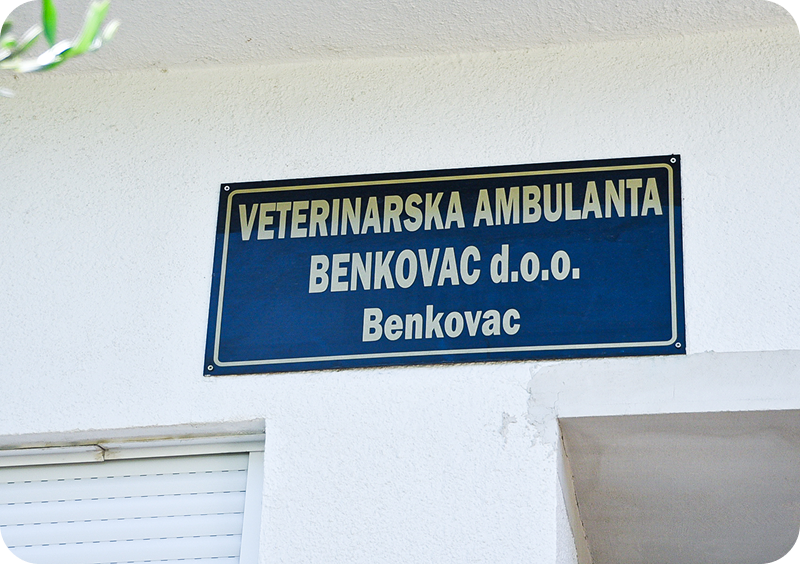 VETERINARSKA AMBULANTA
BENKOVAC d.o.o.
Benkovac